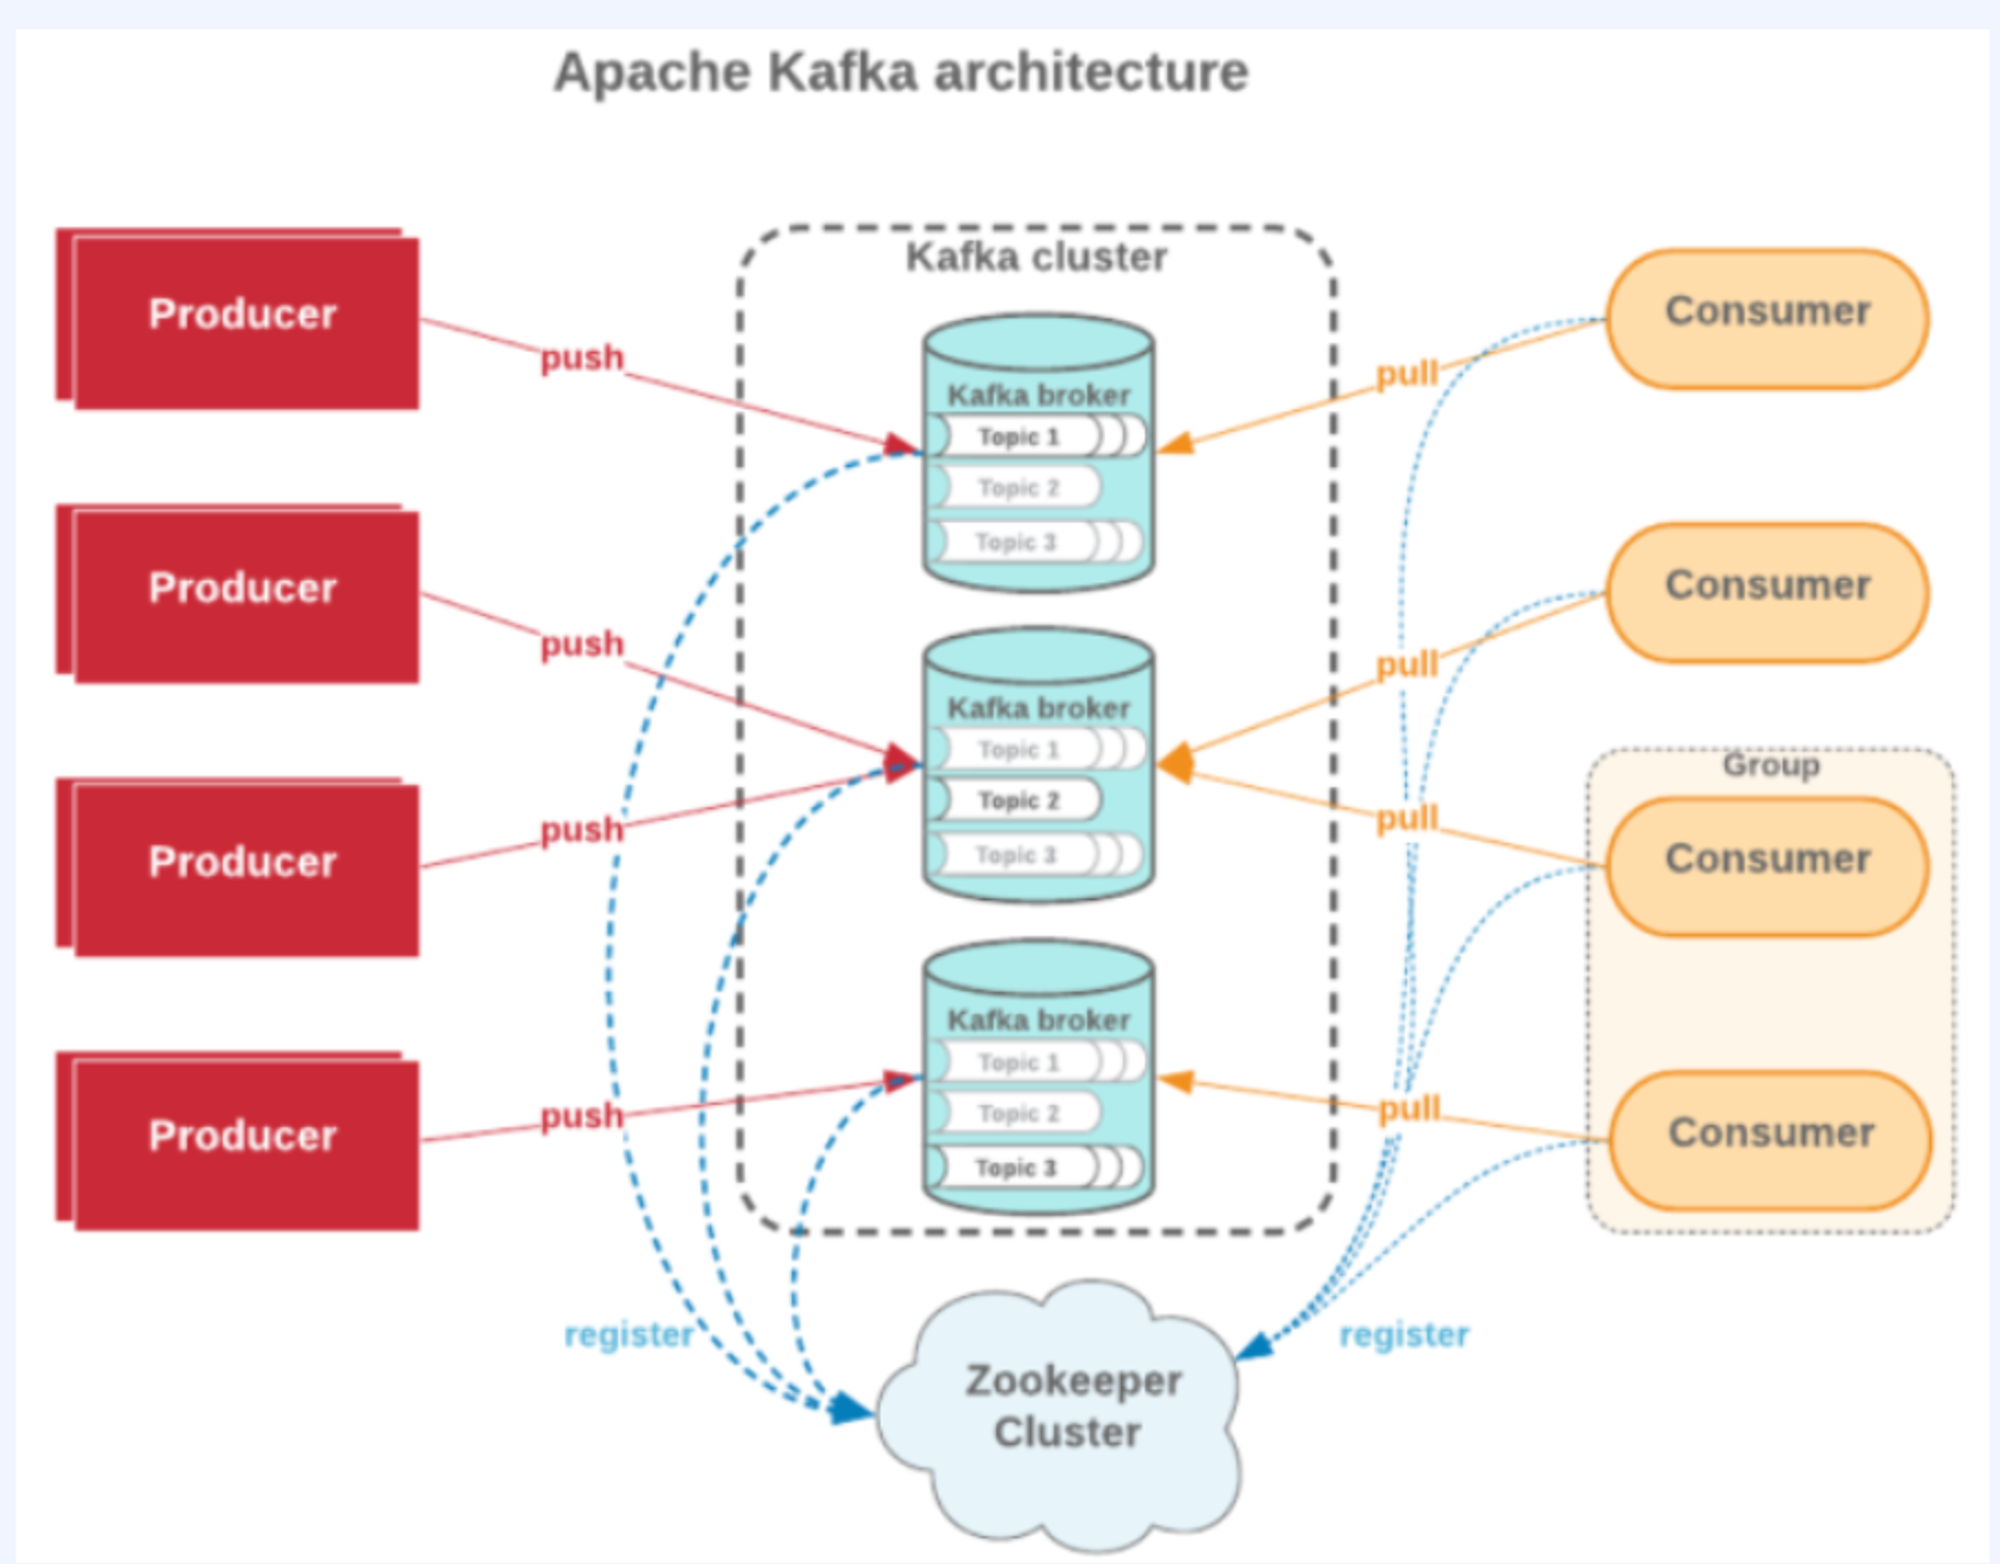 Apache Kafka architecture
Producer
push
Producer
push
Producer
push
Producer
push
Kafka cluster
Kafka broker
Topic 1
Topic 2
Topic 3
Kafka broker
Topic 1
Topic 2
Topic 3
Kafka broker
Topic 1
Topic 2
Topic 3
pull
Consumer
pull
Consumer
Group
pull
Consumer
pull
Consumer
register
Zookeeper
Cluster
register